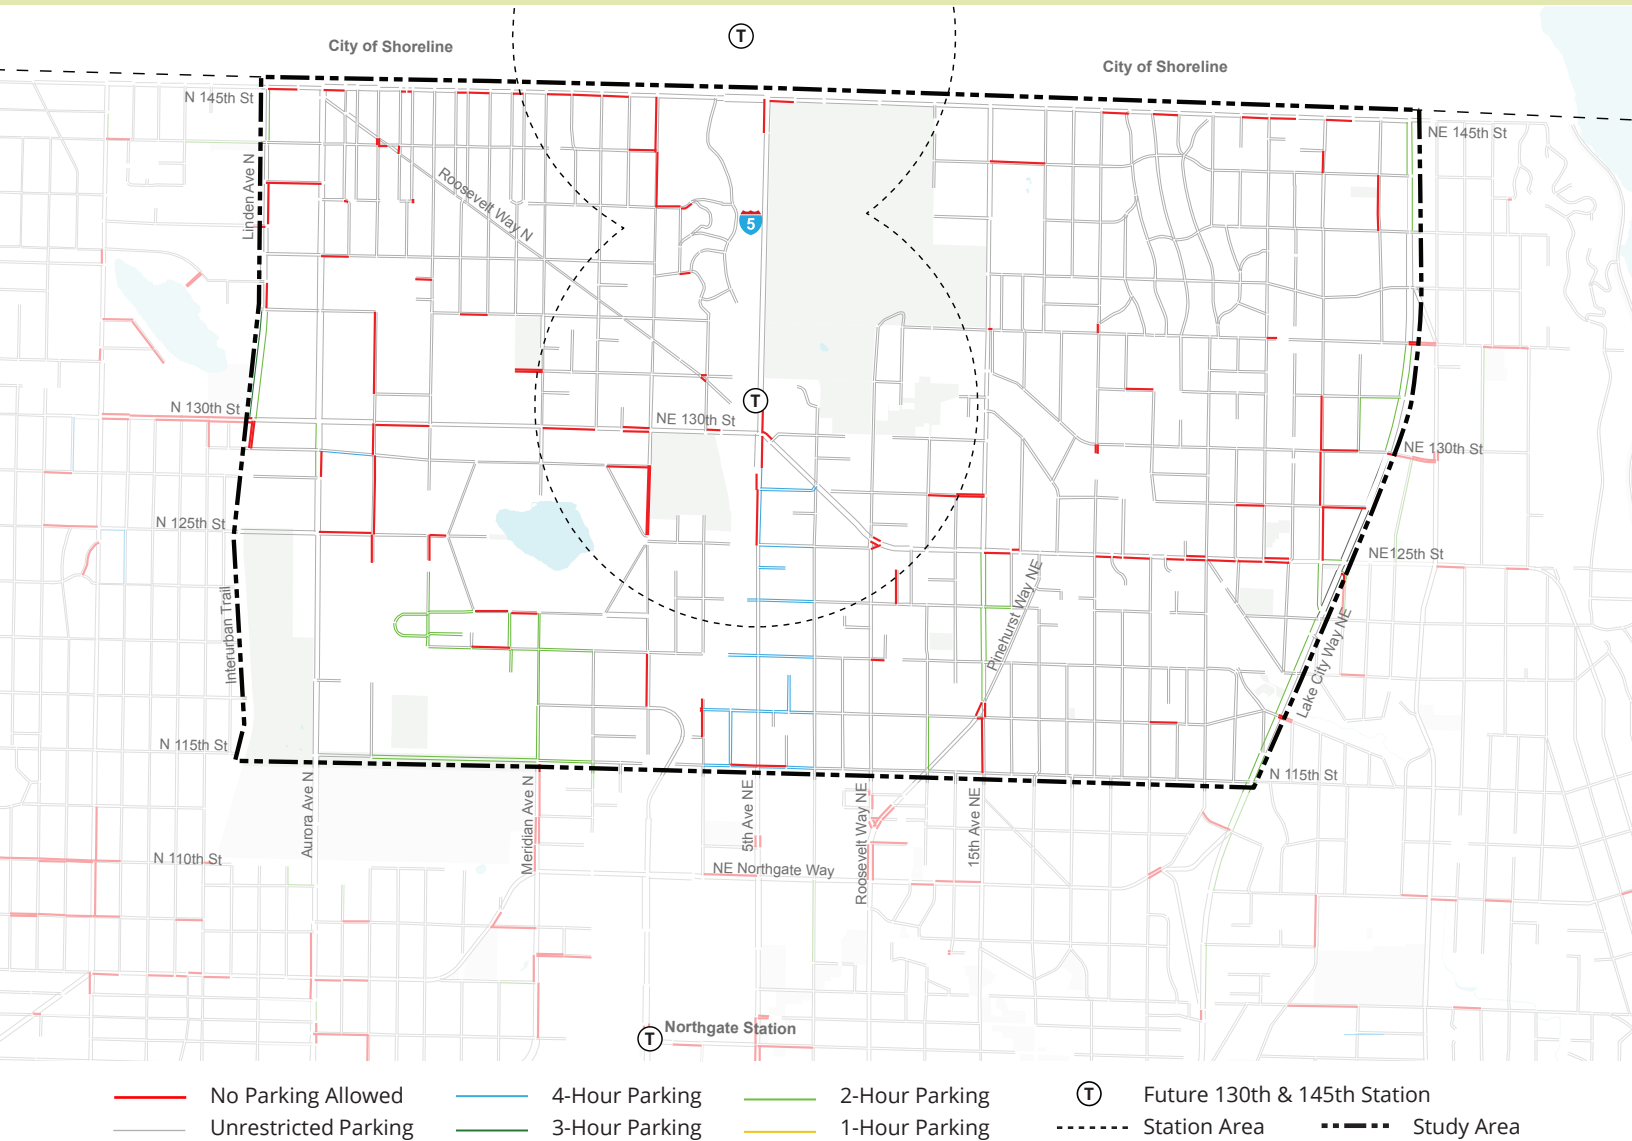 City of Shoreline
T
City of Shoreline
N 145th St
NE 145th St
Linden Ave N
Roosevelt Way N
5
T
N 130th St
NE 130th St
NE 130th St
N 125th St
NE125th St
Pinehurst Way NE
Interurban Trail
Lake City Way NE
N 115th St
N 115th St
Aurora Ave N
Meridian Ave N
5th Ave NE
Roosevelt Way NE
15th Ave NE
N 110th St
NE Northgate Way
T
Northgate Station
No Parking Allowed
4-Hour Parking
2-Hour Parking
T
Future 130th & 145th Station
Unrestricted Parking
3-Hour Parking
1-Hour Parking
Station Area
Study Area